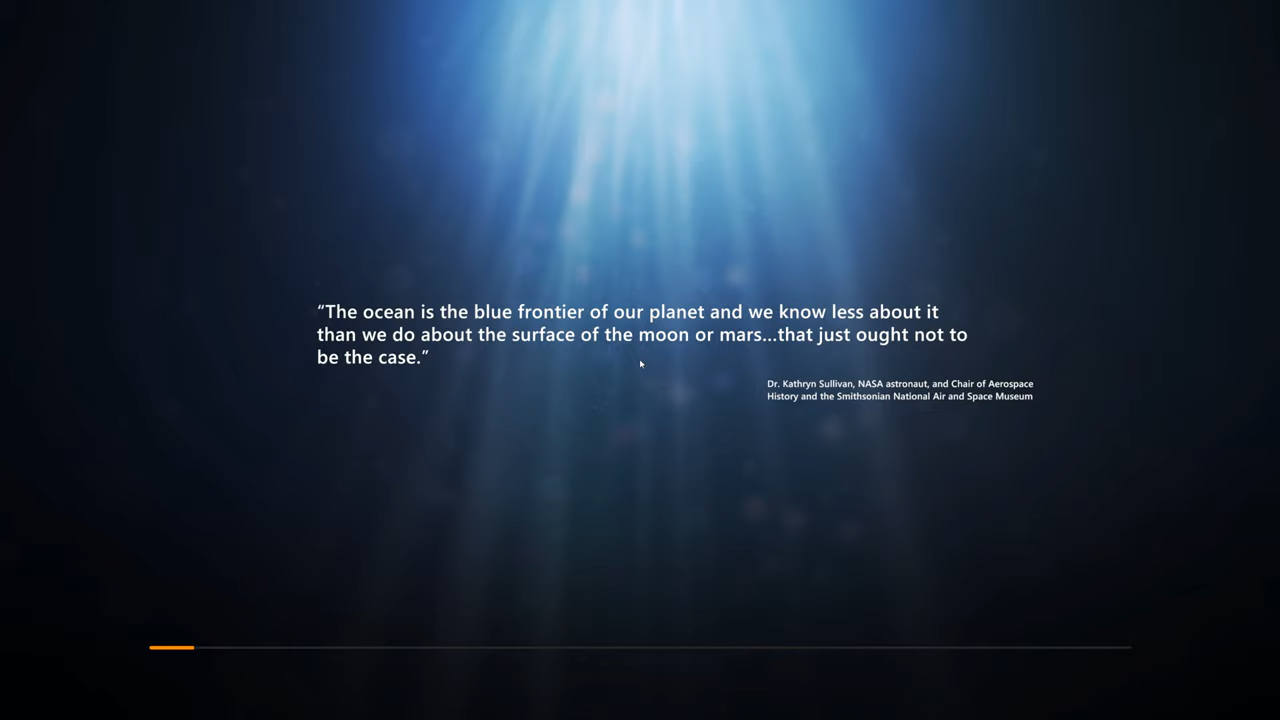 “The ocean is the blue frontier of our planet and we know less about it
than we do about the surface of the moon or mars...that just ought not to
be the case.”
Dr. Kathryn Sullivan, NASA astronaut, and Chair of Aerospace
History and the Smithsonian National Air and Space Museum